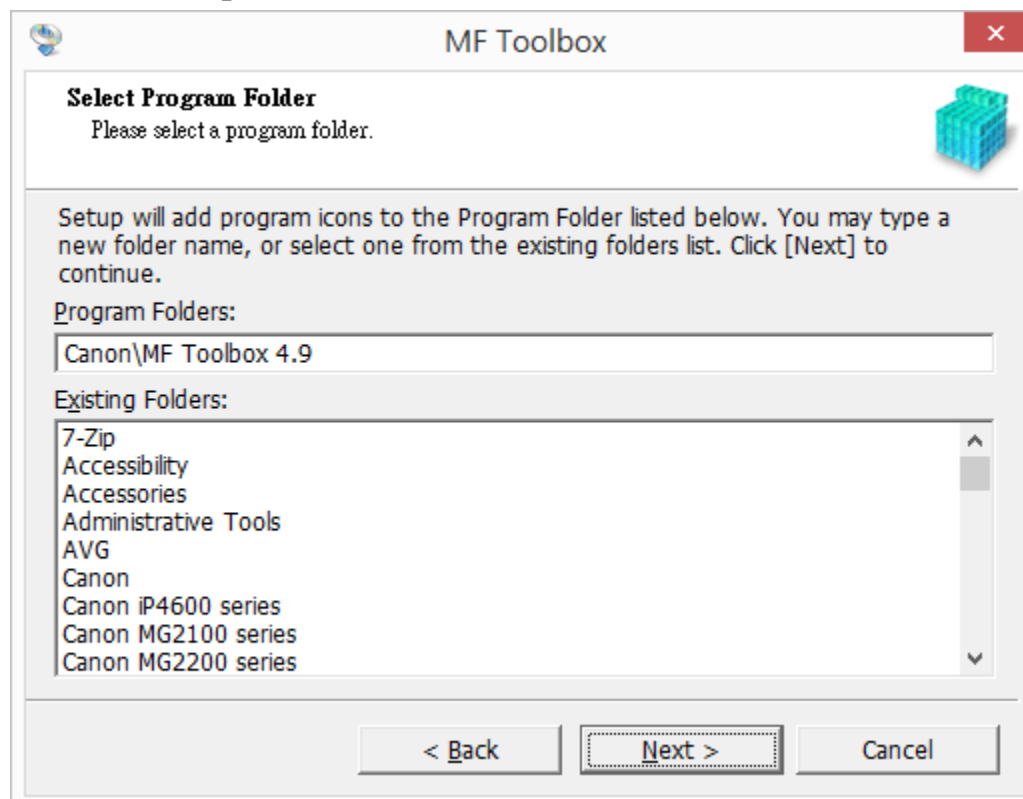 MF Toolbox
Select Program Folder
Please select a program folder.
Setup will add program icons to the Program Folder listed below. You may type a
new folder name, or select one from the existing folders list. Click [Next] to
continue.
Program Folders:
Canon\MF Toolbox 4.9
Existing Folders:
7-Zip
Accessibility
Accessories
Administrative Tools
AVG
Canon
Canon iP4600 series
Canon MG2100 series
Canon MG2200 series
< Back
Next >
Cancel